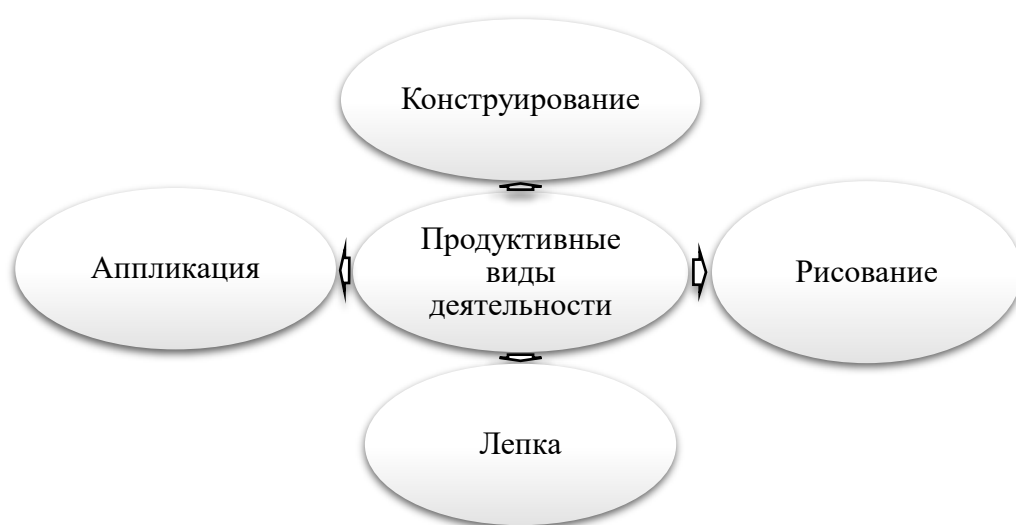 Конструирование
Аппликация
Продуктивные
виды
деятельности
Рисование
Лепка